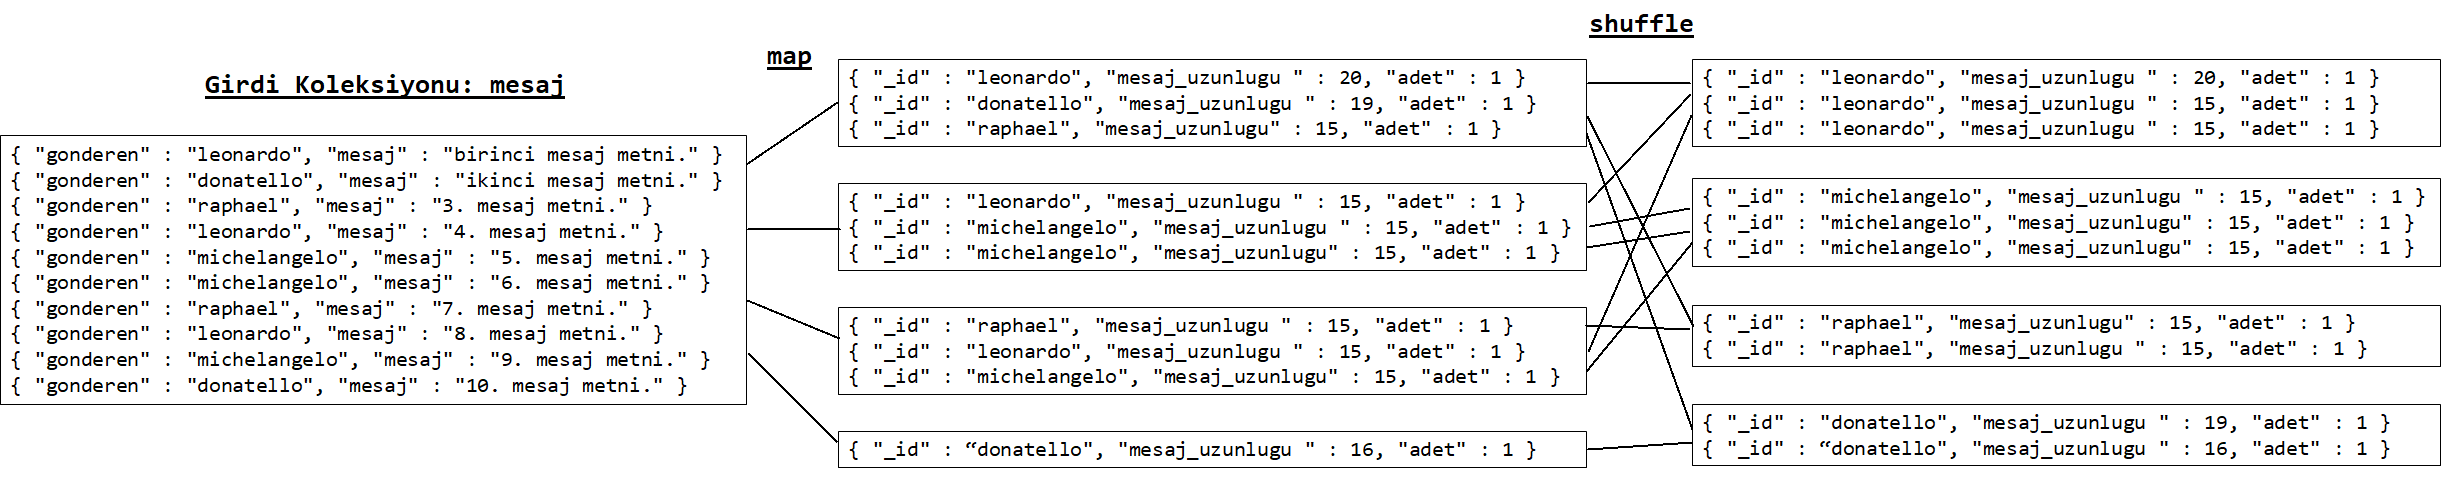 Girdi Koleksiyonu: mesaj
{ "gonderen" : "leonardo", "mesaj" : "birinci mesaj metni." }
{ "gonderen" : "donatello", "mesaj" : "ikinci mesaj metni." }
{ "gonderen" : "raphael", "mesaj" : "3. mesaj metni." }
{ "gonderen" : "leonardo", "mesaj" : "4. mesaj metni." }
{ "gonderen" : "michelangelo", "mesaj" : "5. mesaj metni." }
{ "gonderen" : "michelangelo", "mesaj" : "6. mesaj metni." }
{ "gonderen" : "raphael", "mesaj" : "7. mesaj metni." }
{ "gonderen" : "leonardo", "mesaj" : "8. mesaj metni." }
{ "gonderen" : "michelangelo", "mesaj" : "9. mesaj metni." }
{ "gonderen" : "donatello", "mesaj" : "10. mesaj metni." }
map
{ "_id" : "leonardo", "mesaj_uzunlugu " : 20, "adet" : 1 }
{ "_id" : "donatello", "mesaj_uzunlugu " : 19, "adet" : 1 }
{ "_id" : "raphael", "mesaj_uzunlugu" : 15, "adet" : 1 }
{ "_id" : "leonardo", "mesaj_uzunlugu " : 15, "adet" : 1 }
{ "_id" : "michelangelo", "mesaj_uzunlugu " : 15, "adet" : 1 }
{ "_id" : "michelangelo", "mesaj_uzunlugu" : 15, "adet" : 1 }
{ "_id" : "raphael", "mesaj_uzunlugu " : 15, "adet" : 1 }
{ "_id" : "leonardo", "mesaj_uzunlugu " : 15, "adet" : 1 }
{ "_id" : "michelangelo", "mesaj_uzunlugu" : 15, "adet" : 1 }
{ "_id" : “donatello", "mesaj_uzunlugu " : 16, "adet" : 1 }
shuffle
{ "_id" : "leonardo", "mesaj_uzunlugu " : 20, "adet" : 1 }
{ "_id" : "leonardo", "mesaj_uzunlugu " : 15, "adet" : 1 }
{ "_id" : "leonardo", "mesaj_uzunlugu " : 15, "adet" : 1 }
{ "_id" : "michelangelo", "mesaj_uzunlugu " : 15, "adet" : 1 }
{ "_id" : "michelangelo", "mesaj_uzunlugu" : 15, "adet" : 1 }
{ "_id" : "michelangelo", "mesaj_uzunlugu" : 15, "adet" : 1 }
{ "_id" : "raphael", "mesaj_uzunlugu" : 15, "adet" : 1 }
{ "_id" : "raphael", "mesaj_uzunlugu " : 15, "adet" : 1 }
{ "_id" : "donatello", "mesaj_uzunlugu " : 19, "adet" : 1 }
{ "_id" : “donatello", "mesaj_uzunlugu " : 16, "adet" : 1 }